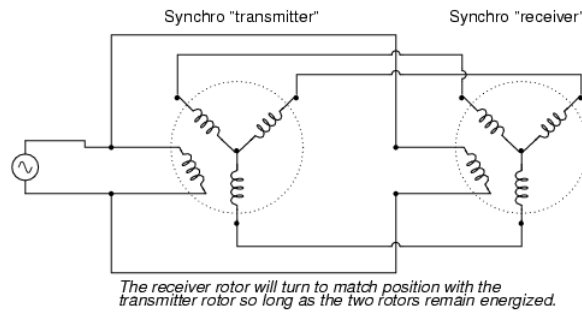 Synchro "transmitter"
Synchro "receiver"
The receiver rotor will turn to match position with the
transmitter rotor so long as the two rotors remain energized.